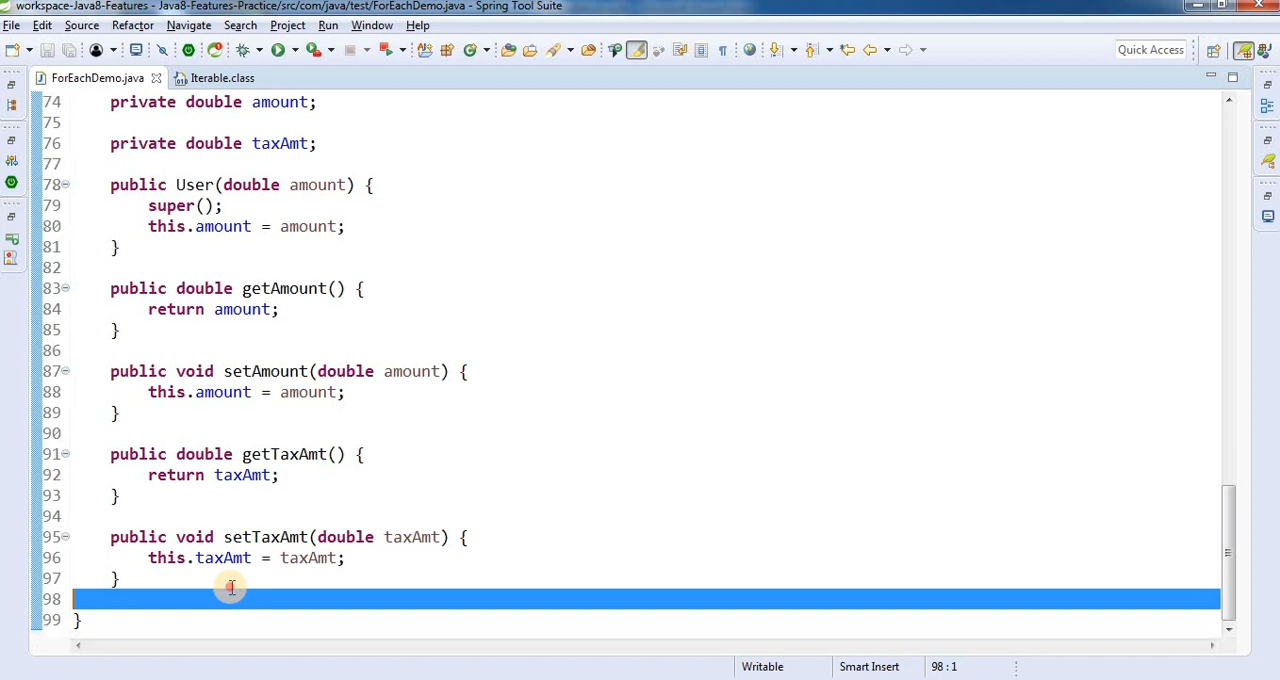 workspace-Java8-Features - Java8-Features-Practice/src/com/java/test/ForEachDemo.java - Spring Tool Suite
File Edit Source Refactor Navigate Search Project Run Window Help
Quick Access
ForEachDemo.java Iterable.class
74 private double amount;
75
76 private double taxAmt;
77
78 public User(double amount) {
79 super();
80 this.amount = amount;
81 }
82
83 public double getAmount() {
84 return amount;
85 }
86
87 public void setAmount(double amount) {
88 this.amount = amount;
89 }
90
91 public double getTaxAmt() {
92 return taxAmt;
93 }
94
95 public void setTaxAmt(double taxAmt) {
96 this.taxAmt = taxAmt;
97 }
98
99 }
Writable Smart Insert 98 : 1